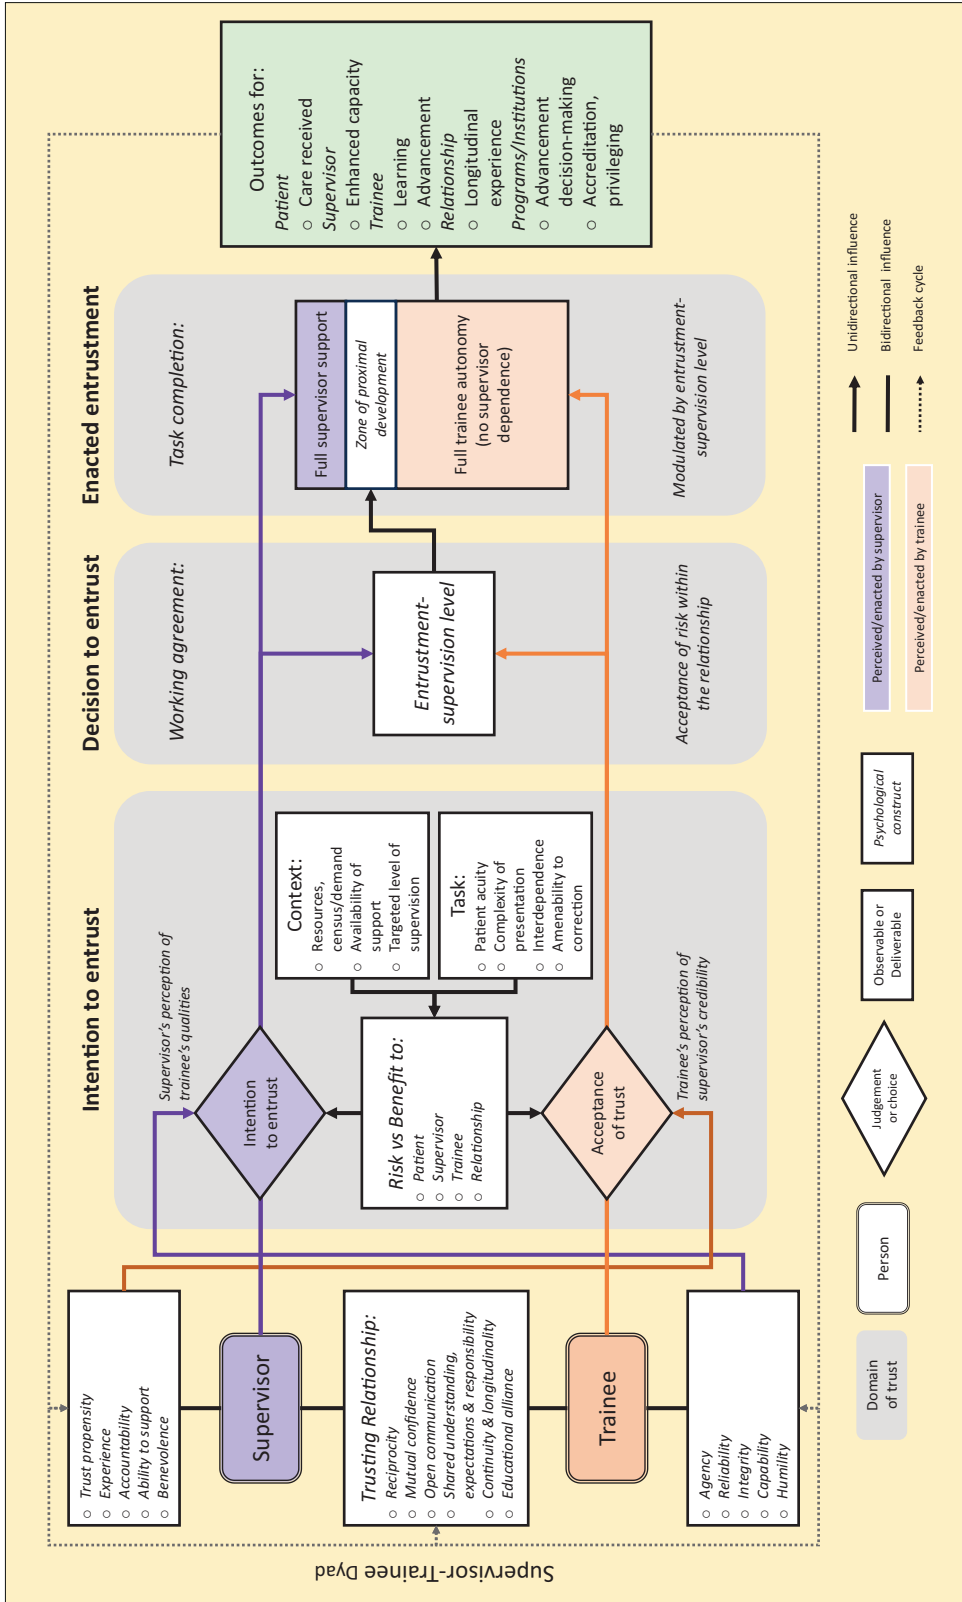 Supervisor-Trainee Dyad
○ Trust propensity
○ Experience
○ Accountability
○ Ability to support
○ Benevolence
Supervisor
Trusting Relationship:
○ Reciprocity
○ Mutual confidence
○ Open communication
○ Shared understanding,
expectations & responsibility
○ Continuity & longitudinality
○ Educational alliance
Trainee
○ Agency
○ Reliability
○ Integrity
○ Capability
○ Humility
Intention to entrust
Supervisor's perception of
trainee's qualities
Intention
to entrust
Risk vs Benefit to:
○ Patient
○ Supervisor
○ Trainee
○ Relationship
Context:
○ Resources,
census/demand
○ Availability of
support
○ Targeted level of
supervision
Task:
○ Patient acuity
○ Complexity of
presentation
○ Interdependence
○ Amenability to
correction
Acceptance
of trust
Trainee's perception of
supervisor's credibility
Decision to entrust
Working agreement:
Entrustment-
supervision level
Acceptance of risk within
the relationship
Enacted entrustment
Task completion:
Full supervisor support
Zone of proximal
development
Full trainee autonomy
(no supervisor
dependence)
Modulated by entrustment-
supervision level
Outcomes for:
Patient
○ Care received
Supervisor
○ Enhanced capacity
Trainee
○ Learning
○ Advancement
Relationship
○ Longitudinal
experience
Programs/Institutions
○ Advancement
decision-making
○ Accreditation,
privileging
Domain
of trust
Person
Judgement
or choice
Observable or
Deliverable
Psychological
construct
Perceived/enacted by supervisor
Perceived/enacted by trainee
Unidirectional influence
Bidirectional influence
Feedback cycle